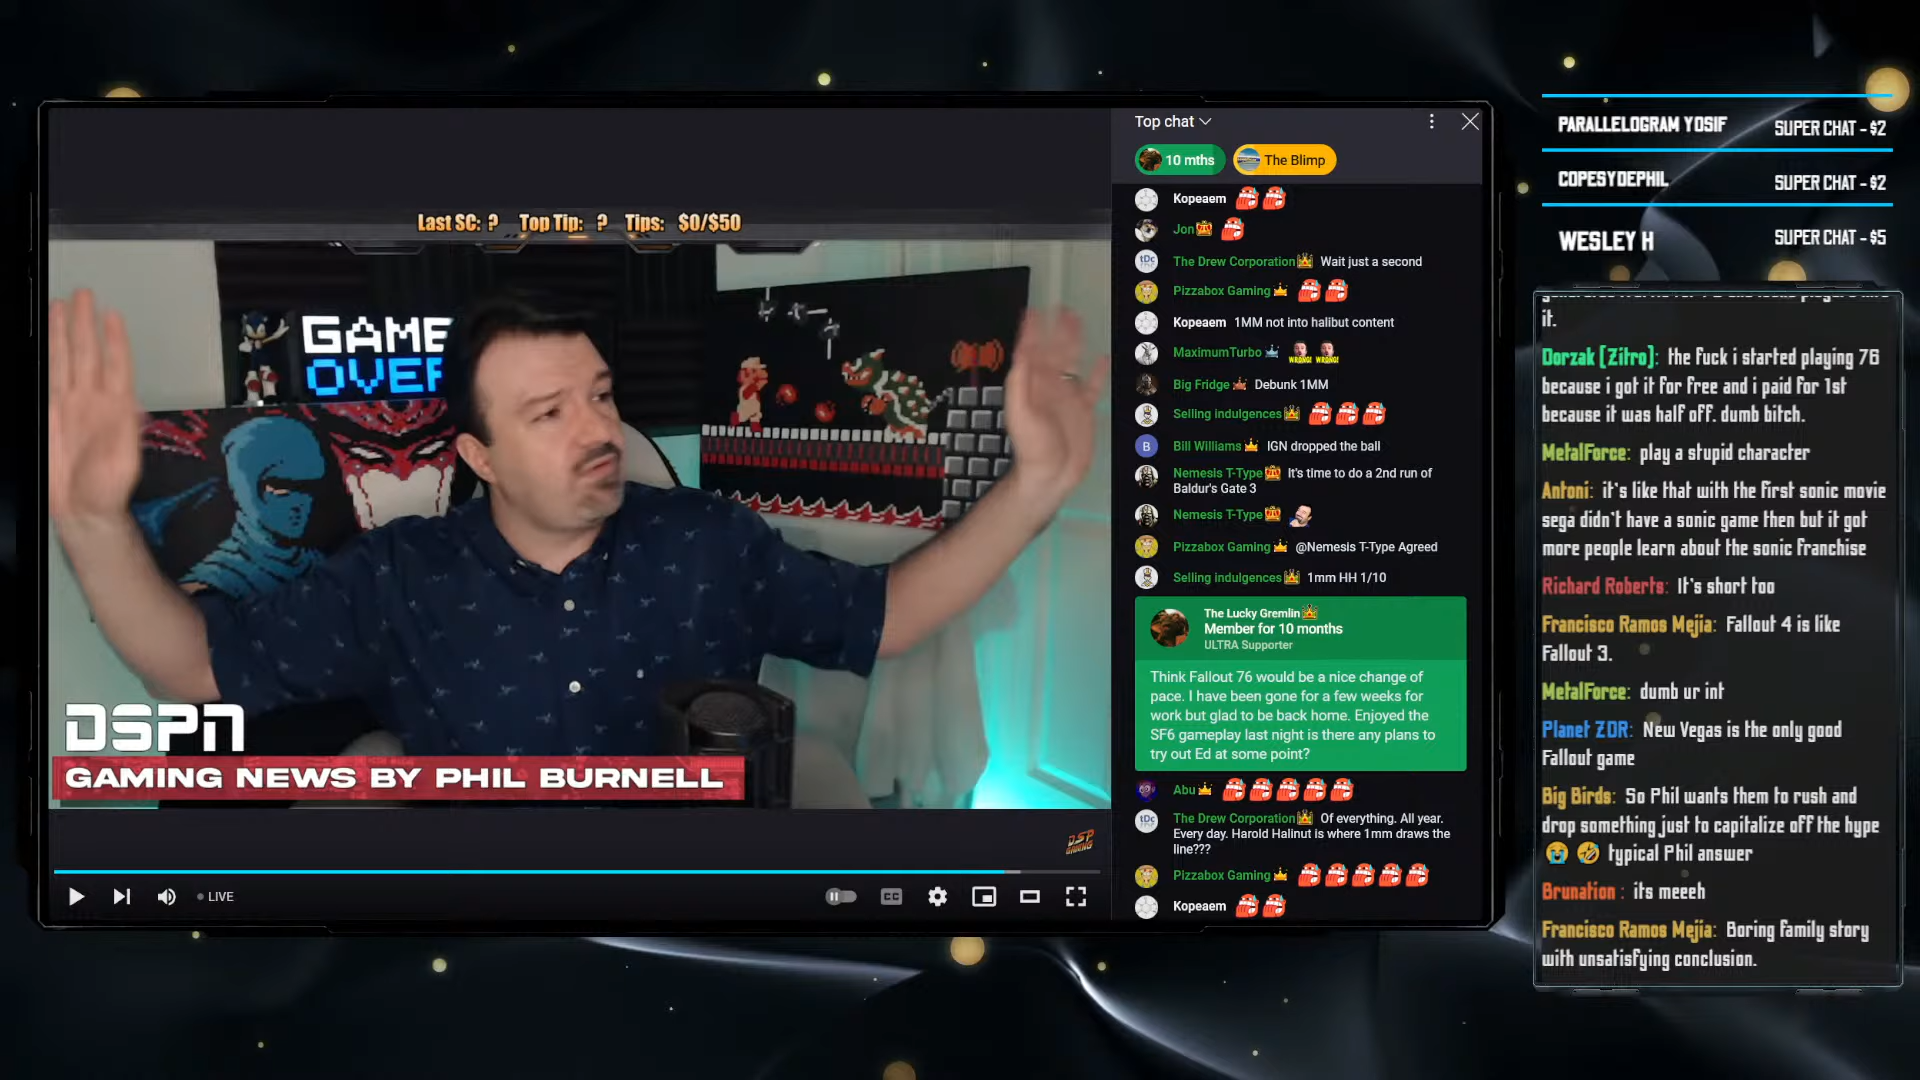 Last SC: ? Top Tip: ? Tips: $0/$50
GAME
OVER
DSPN
GAMING NEWS BY PHIL BURNELL
DSP
GAMING
LIVE
CC
Top chat
10 mths
The Blimp
Kopeaem
Jon
The Drew Corporation Wait just a second
Pizzabox Gaming
Kopeaem 1MM not into halibut content
MaximumTurbo WRONG! WRONG!
Big Fridge Debunk 1MM
Selling indulgences
B Bill Williams IGN dropped the ball
Nemesis T-Type It's time to do a 2nd run of
Baldur's Gate 3
Nemesis T-Type
Pizzabox Gaming @Nemesis T-Type Agreed
Selling indulgences 1mm HH 1/10
The Lucky Gremlin
Member for 10 months
ULTRA Supporter
Think Fallout 76 would be a nice change of
pace. I have been gone for a few weeks for
work but glad to be back home. Enjoyed the
SF6 gameplay last night is there any plans to
try out Ed at some point?
Abu
The Drew Corporation Of everything. All year.
Every day. Harold Halinut is where 1mm draws the
line???
Pizzabox Gaming
Kopeaem
PARALLELOGRAM YOSIF SUPER CHAT - $2
COPESYDEPHIL SUPER CHAT - $2
WESLEY H SUPER CHAT - $5
it.
Dorzak [Zitro]: the fuck i started playing 76
because i got it for free and i paid for 1st
because it was half off. dumb bitch.
MetalForce: play a stupid character
Antoni: it's like that with the first sonic movie
sega didn't have a sonic game then but it got
more people learn about the sonic franchise
Richard Roberts: It's short too
Francisco Ramos Mejia: Fallout 4 is like
Fallout 3.
MetalForce: dumb ur int
Planet ZDR: New Vegas is the only good
Fallout game
Big Birds: So Phil wants them to rush and
drop something just to capitalize off the hype
😭 🤣 typical Phil answer
Brunation : its meeeh
Francisco Ramos Mejia: Boring family story
with unsatisfying conclusion.